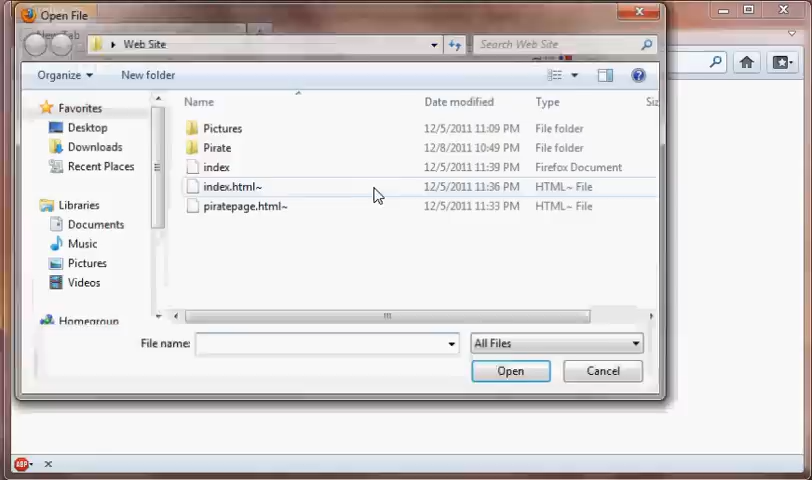 Open File
New Tab
Web Site
Search Web Site
Organize
New folder
Favorites
Desktop
Downloads
Recent Places
Libraries
Documents
Music
Pictures
Videos
Homegroup
Name Date modified Type Siz
Pictures 12/5/2011 11:09 PM File folder
Pirate 12/8/2011 10:49 PM File folder
index 12/5/2011 11:39 PM Firefox Document
index.html~ 12/5/2011 11:36 PM HTML~ File
piratepage.html~ 12/5/2011 11:33 PM HTML~ File
File name:
All Files
Open
Cancel
ABP